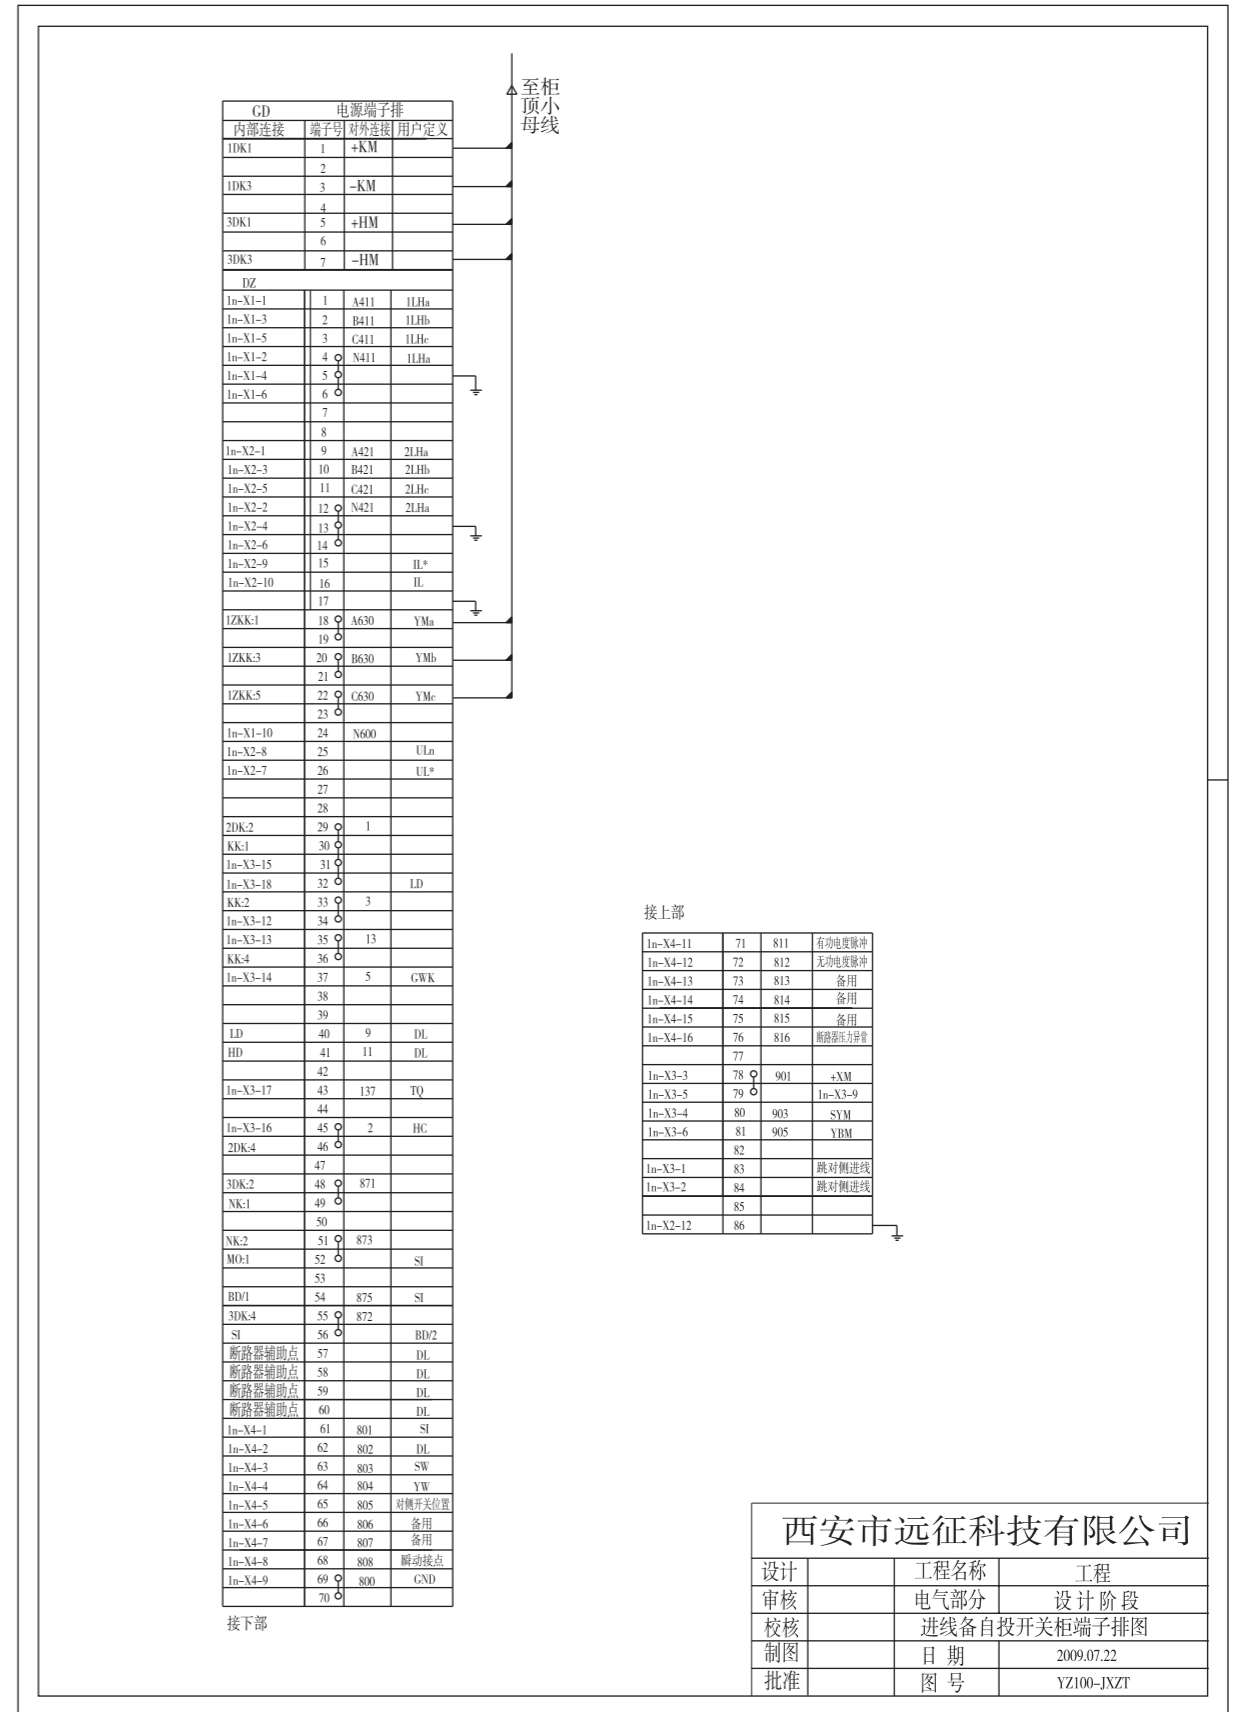 至柜
顶小
母线
GD 电源端子排
内部连接 端子号 对外连接 用户定义
1DK1 1 +KM
2
1DK3 3 -KM
4
3DK1 5 +HM
6
3DK3 7 -HM
DZ
1n-X1-1 1 A411 1LHa
1n-X1-3 2 B411 1LHb
1n-X1-5 3 C411 1LHc
1n-X1-2 4 N411 1LHa
1n-X1-4 5
1n-X1-6 6
7
8
1n-X2-1 9 A421 2LHa
1n-X2-3 10 B421 2LHb
1n-X2-5 11 C421 2LHc
1n-X2-2 12 N421 2LHa
1n-X2-4 13
1n-X2-6 14
1n-X2-9 15 IL*
1n-X2-10 16 IL
17
1ZKK:1 18 A630 YMa
19
1ZKK:3 20 B630 YMb
21
1ZKK:5 22 C630 YMc
23
1n-X1-10 24 N600
1n-X2-8 25 ULn
1n-X2-7 26 UL*
27
28
2DK:2 29 1
KK:1 30
1n-X3-15 31
1n-X3-18 32 LD
KK:2 33 3
1n-X3-12 34
1n-X3-13 35 13
KK:4 36
1n-X3-14 37 5 GWK
38
39
LD 40 9 DL
HD 41 11 DL
42
1n-X3-17 43 137 TQ
44
1n-X3-16 45 2 HC
2DK:4 46
47
3DK:2 48 871
NK:1 49
50
NK:2 51 873
MO:1 52 SI
53
BD/1 54 875 SI
3DK:4 55 872
SI 56 BD/2
断路器辅助点 57 DL
断路器辅助点 58 DL
断路器辅助点 59 DL
断路器辅助点 60 DL
1n-X4-1 61 801 SI
1n-X4-2 62 802 DL
1n-X4-3 63 803 SW
1n-X4-4 64 804 YW
1n-X4-5 65 805 对侧开关位置
1n-X4-6 66 806 备用
1n-X4-7 67 807 备用
1n-X4-8 68 808 瞬动接点
1n-X4-9 69 800 GND
70
接下部
接上部
1n-X4-11 71 811 有功电度脉冲
1n-X4-12 72 812 无功电度脉冲
1n-X4-13 73 813 备用
1n-X4-14 74 814 备用
1n-X4-15 75 815 备用
1n-X4-16 76 816 断路器压力异常
77
1n-X3-3 78 901 +XM
1n-X3-5 79 1n-X3-9
1n-X3-4 80 903 SYM
1n-X3-6 81 905 YBM
82
1n-X3-1 83 跳对侧进线
1n-X3-2 84 跳对侧进线
85
1n-X2-12 86
西安市远征科技有限公司
设计 工程名称 工程
审核 电气部分 设计阶段
校核 进线备自投开关柜端子排图
制图 日 期 2009.07.22
批准 图 号 YZ100-JXZT